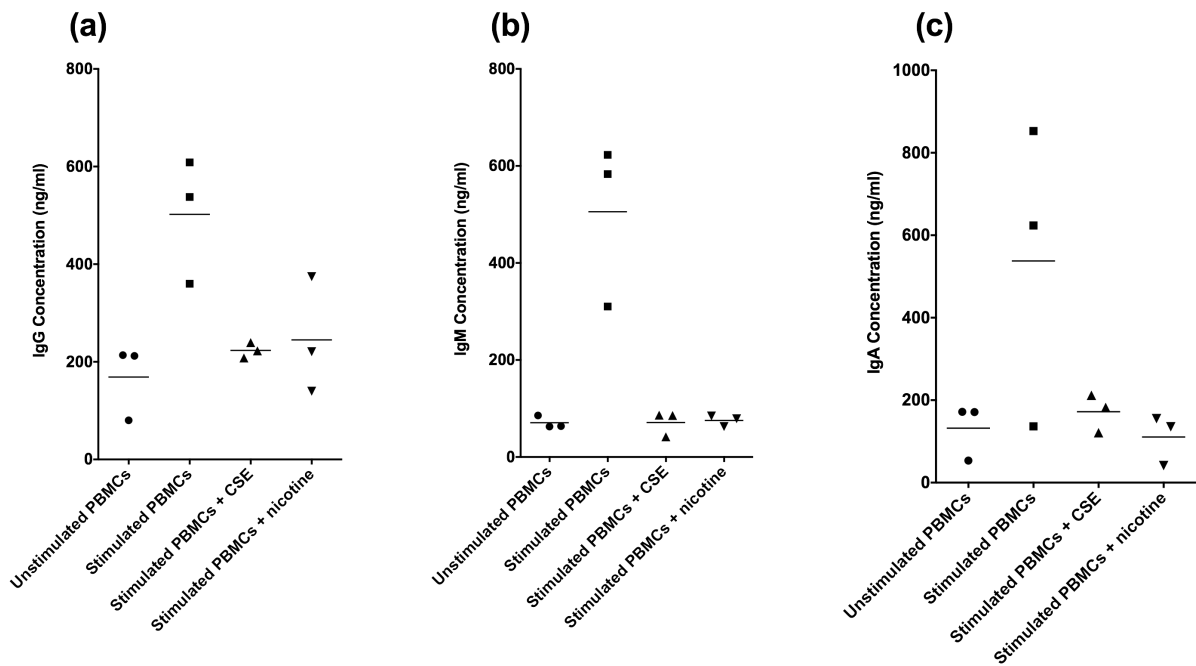 (a)
800
600
400
200
0
IgG Concentration (ng/ml)
Unstimulated PBMCs
Stimulated PBMCs
Stimulated PBMCs + CSE
Stimulated PBMCs + nicotine
(b)
800
600
400
200
0
IgM Concentration (ng/ml)
Unstimulated PBMCs
Stimulated PBMCs
Stimulated PBMCs + CSE
Stimulated PBMCs + nicotine
(c)
1000
800
600
400
200
0
IgA Concentration (ng/ml)
Unstimulated PBMCs
Stimulated PBMCs
Stimulated PBMCs + CSE
Stimulated PBMCs + nicotine